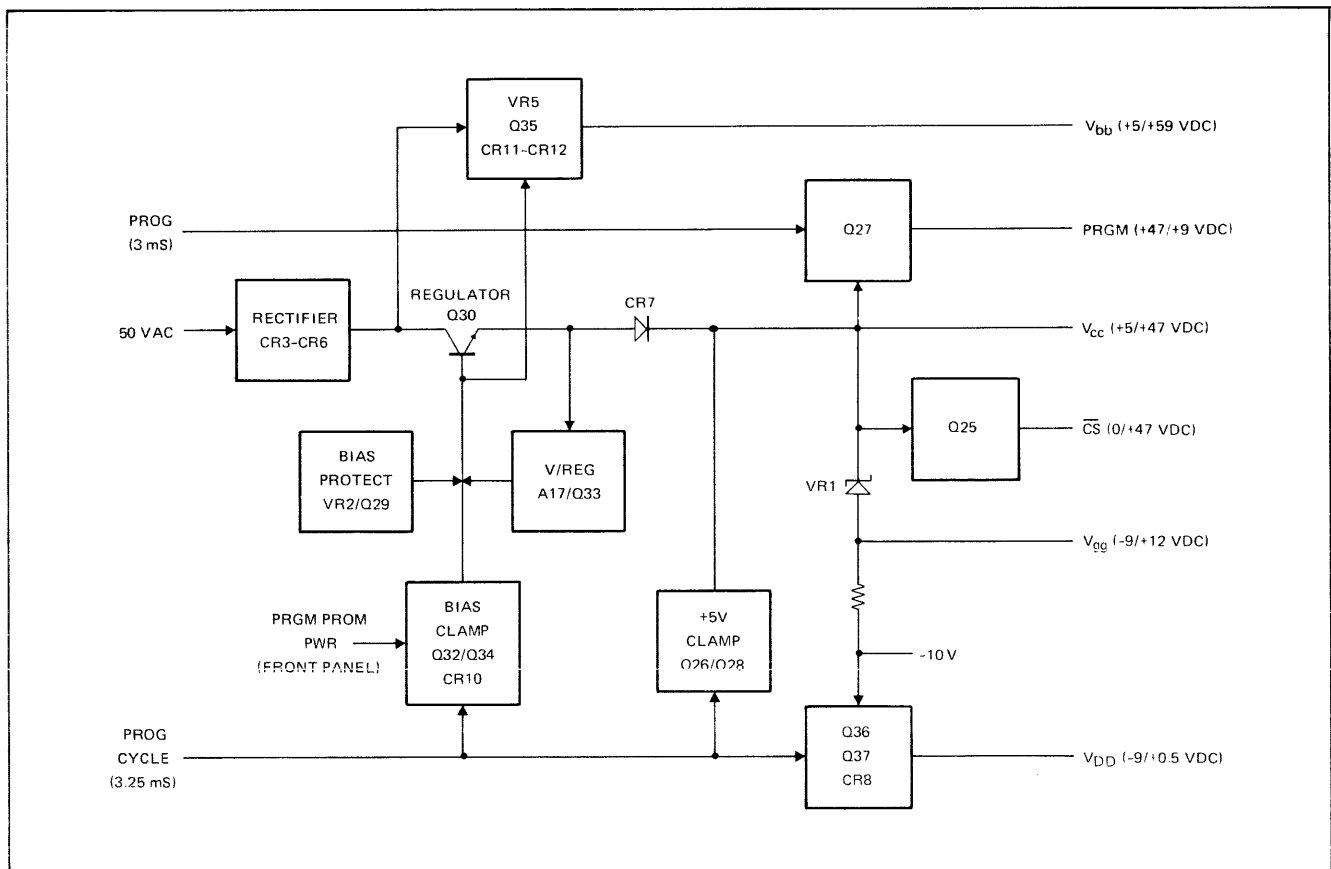 VR5
Q35
CR11-CR12
Vbb (+5/+59 VDC)
PROG
(3 mS)
Q27
PRGM (+47/+9 VDC)
50 VAC
RECTIFIER
CR3-CR6
REGULATOR
Q30
CR7
Vcc (+5/+47 VDC)
Q25
CS (0/+47 VDC)
BIAS
PROTECT
VR2/Q29
V/REG
A17/Q33
VR1
Vgg (-9/+12 VDC)
PRGM PROM
PWR
(FRONT PANEL)
BIAS
CLAMP
Q32/Q34
CR10
+5V
CLAMP
Q26/Q28
-10 V
PROG
CYCLE
(3.25 mS)
Q36
Q37
CR8
VDD (-9/+0.5 VDC)